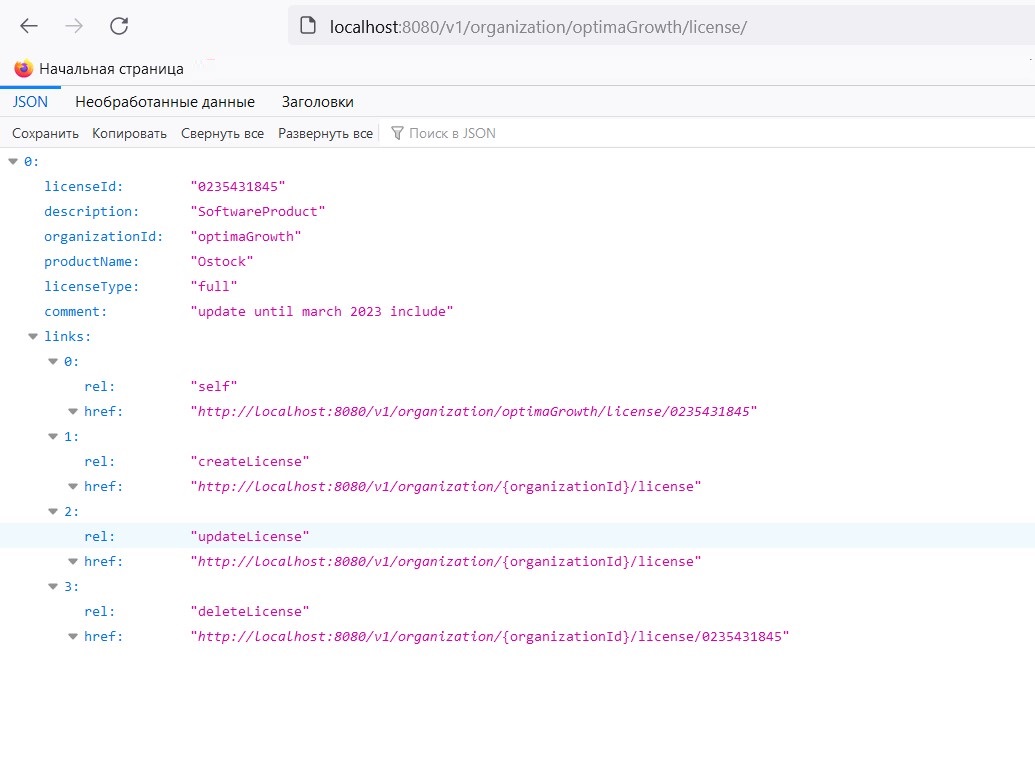 localhost:8080/v1/organization/optimaGrowth/license/
Начальная страница
JSON Необработанные данные Заголовки
Сохранить Копировать Свернуть все Развернуть все Поиск в JSON
0:
licenseId: "0235431845"
description: "SoftwareProduct"
organizationId: "optimaGrowth"
productName: "Ostock"
licenseType: "full"
comment: "update until march 2023 include"
links:
0:
rel: "self"
href: "http://localhost:8080/v1/organization/optimaGrowth/license/0235431845"
1:
rel: "createLicense"
href: "http://localhost:8080/v1/organization/{organizationId}/license"
2:
rel: "updateLicense"
href: "http://localhost:8080/v1/organization/{organizationId}/license"
3:
rel: "deleteLicense"
href: "http://localhost:8080/v1/organization/{organizationId}/license/0235431845"